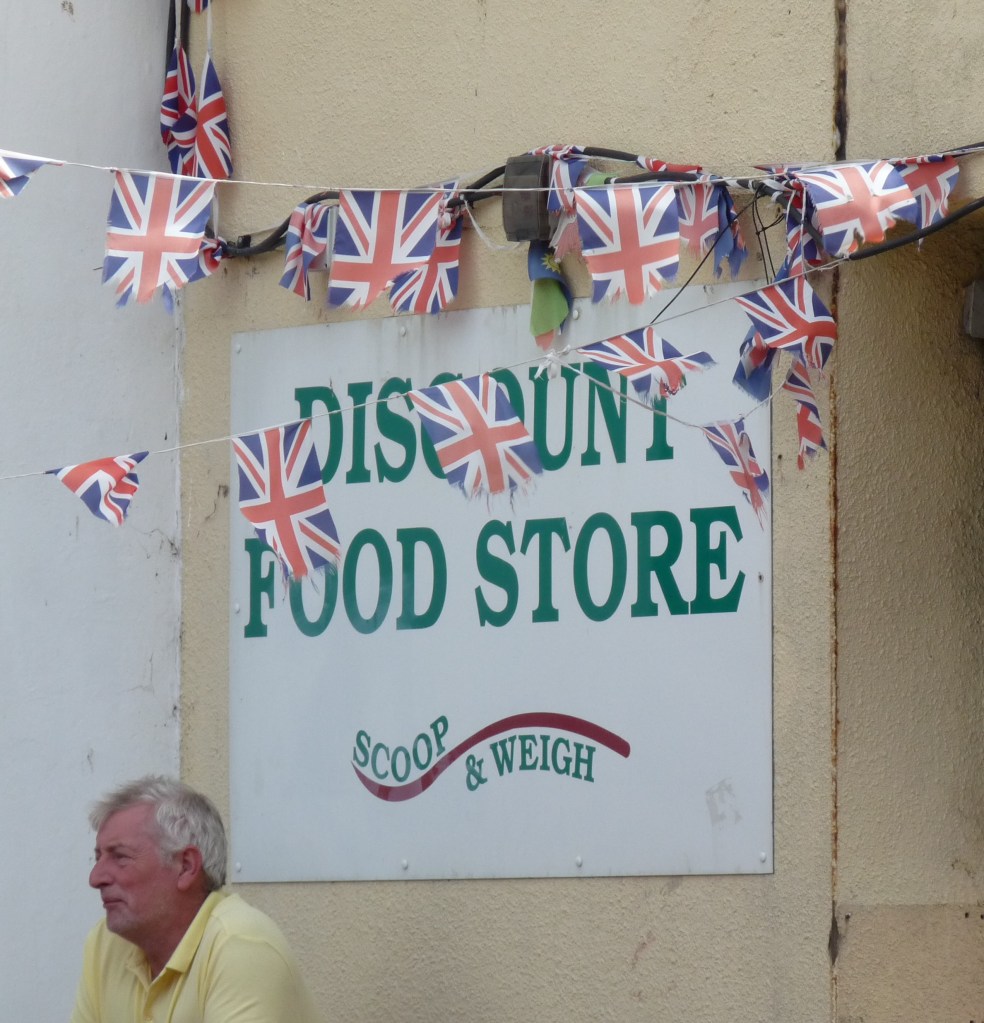 DISCOUNT
FOOD STORE
SCOOP
& WEIGH